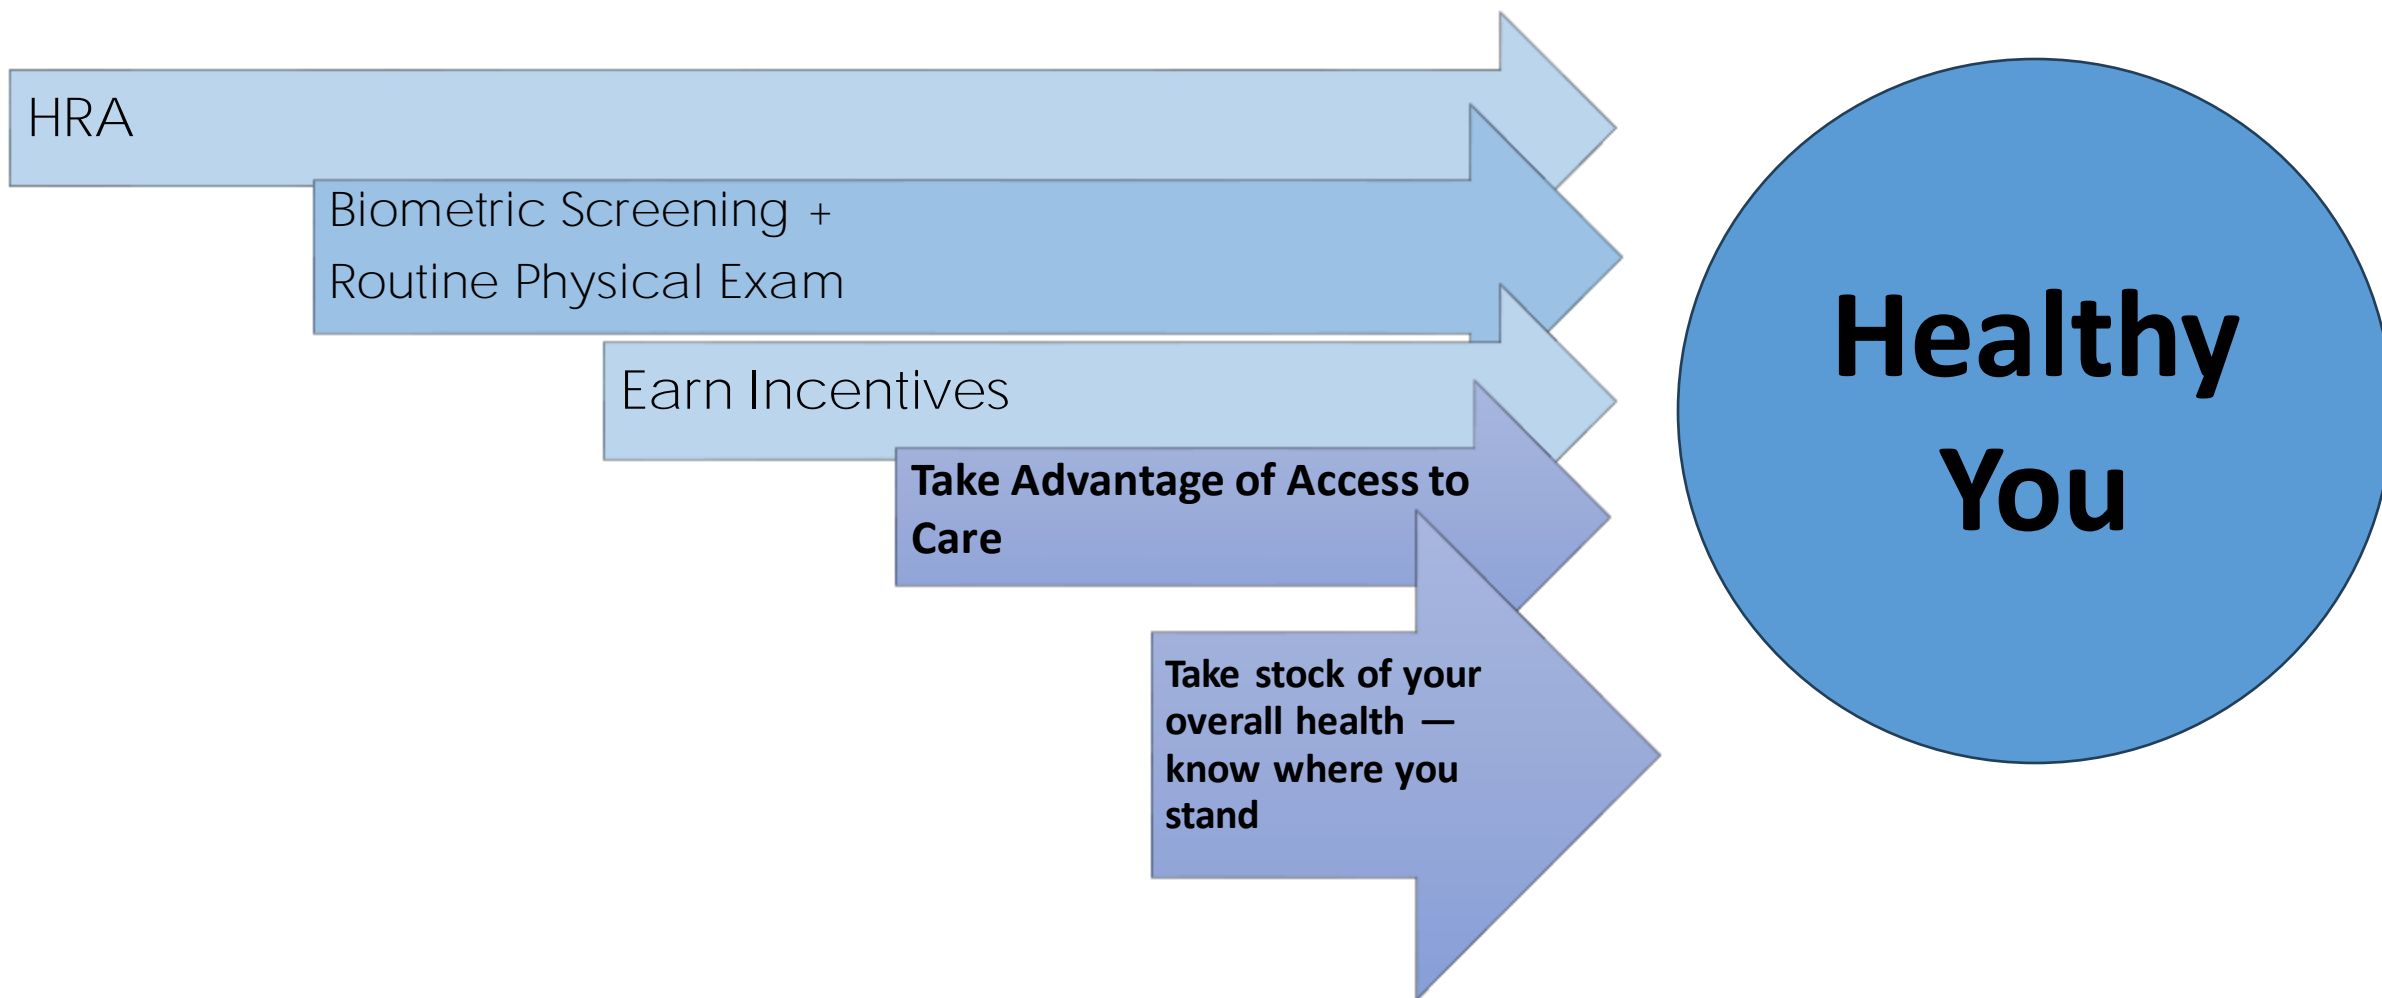 HRA
Biometric Screening +
Routine Physical Exam
Earn Incentives
Take Advantage of Access to
Care
Take stock of your
overall health —
know where you
stand
Healthy
You